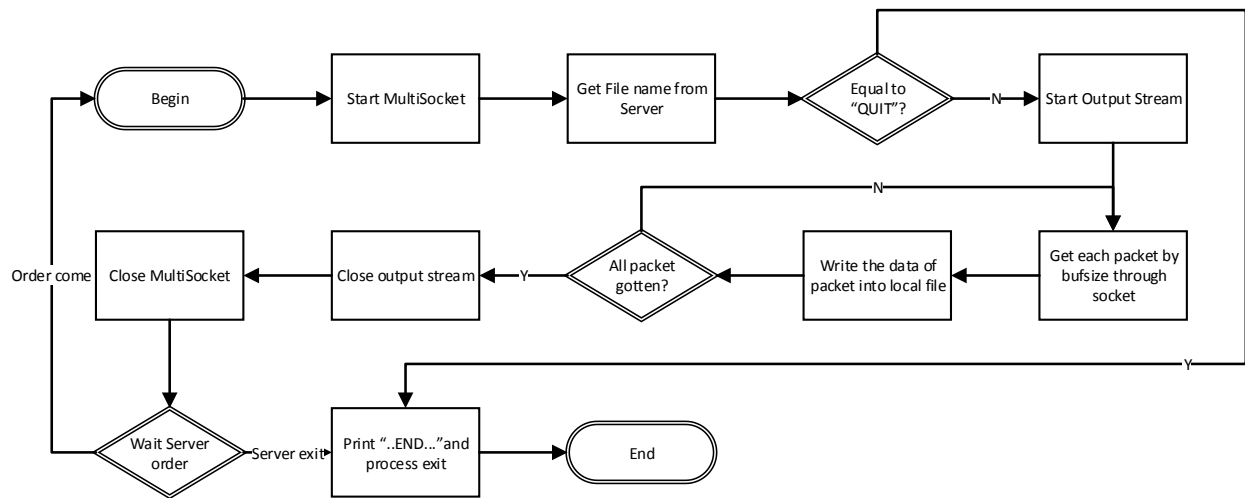 Begin
Start MultiSocket
Get File name from
Server
Equal to
“QUIT”?
N
Start Output Stream
N
Order come
Close MultiSocket
Close output stream
Y
All packet
gotten?
Write the data of
packet into local file
Get each packet by
bufsize through
socket
Y
Wait Server
order
Server exit
Print “..END...”and
process exit
End